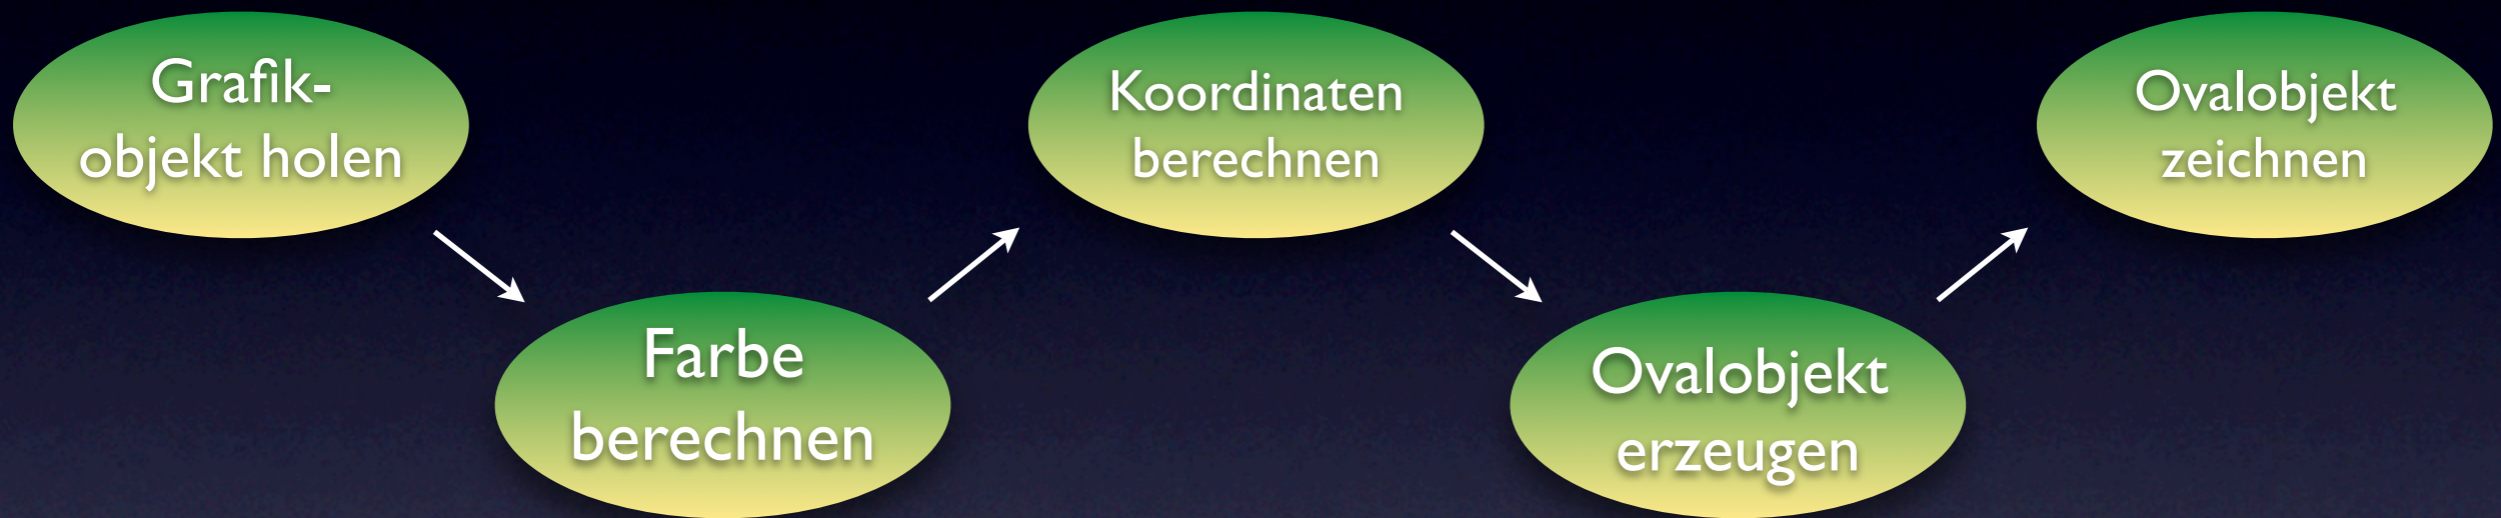 Grafik-
objekt holen
Farbe
berechnen
Koordinaten
berechnen
Ovalobjekt
erzeugen
Ovalobjekt
zeichnen